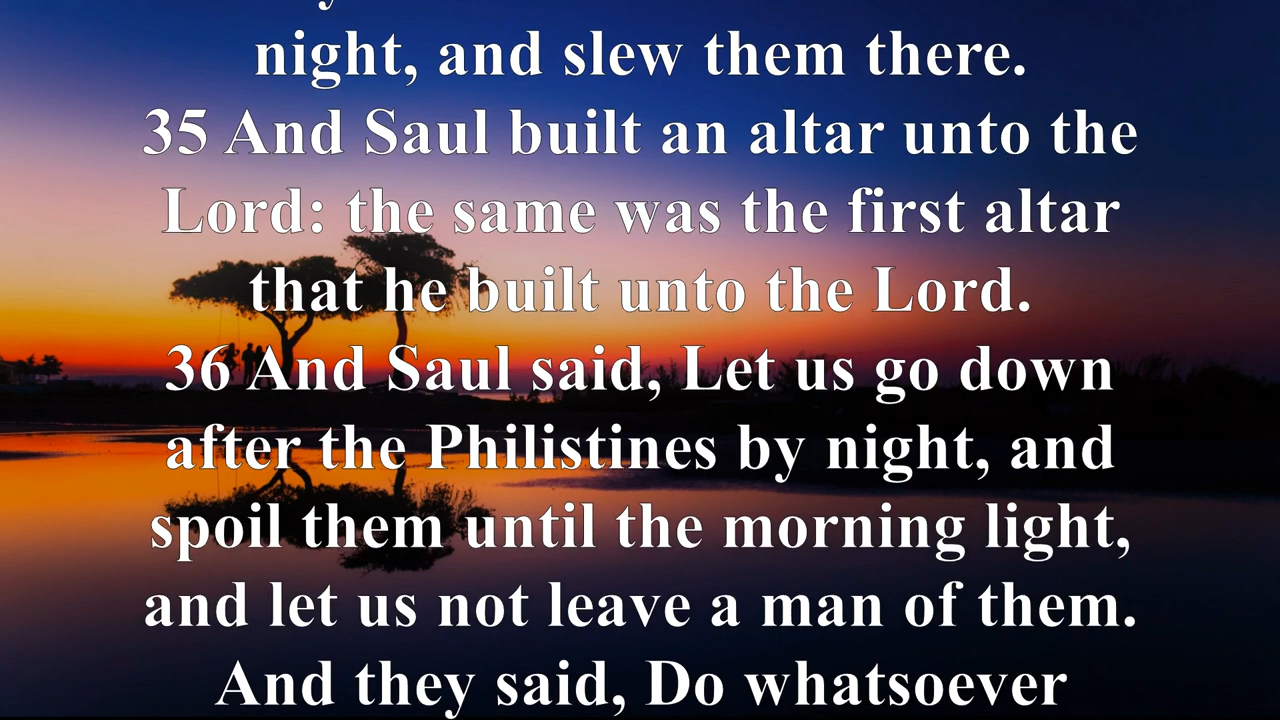 night, and slew them there.
35 And Saul built an altar unto the
Lord: the same was the first altar
that he built unto the Lord.
36 And Saul said, Let us go down
after the Philistines by night, and
spoil them until the morning light,
and let us not leave a man of them.
And they said, Do whatsoever